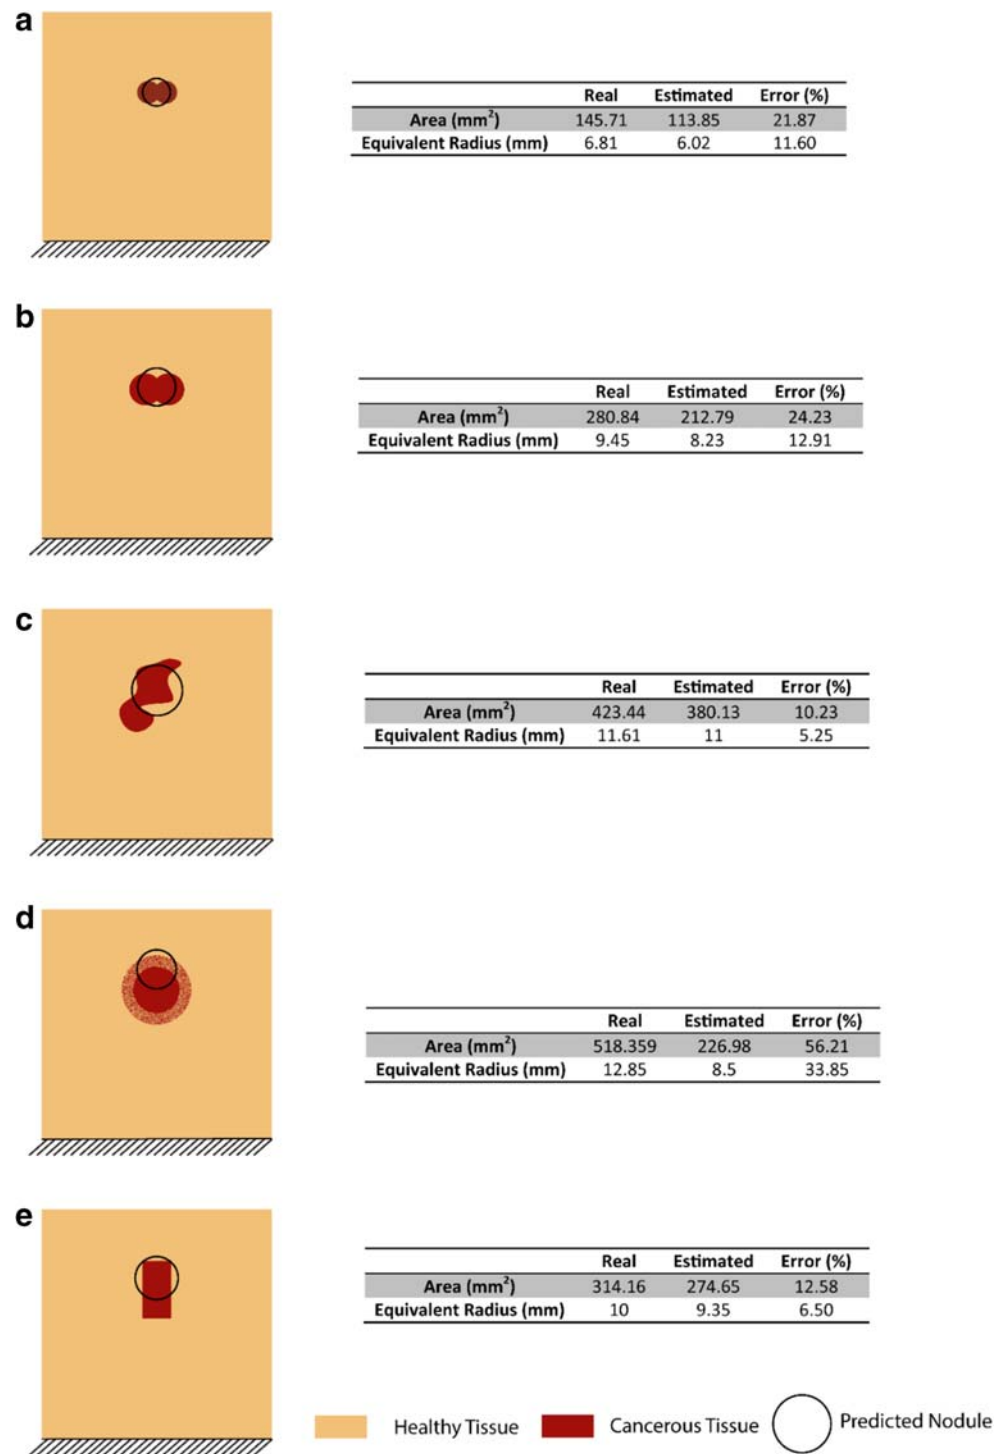 a
Real Estimated Error (%)
Area (mm²) 145.71 113.85 21.87
Equivalent Radius (mm) 6.81 6.02 11.60
b
Real Estimated Error (%)
Area (mm²) 280.84 212.79 24.23
Equivalent Radius (mm) 9.45 8.23 12.91
c
Real Estimated Error (%)
Area (mm²) 423.44 380.13 10.23
Equivalent Radius (mm) 11.61 11 5.25
d
Real Estimated Error (%)
Area (mm²) 518.359 226.98 56.21
Equivalent Radius (mm) 12.85 8.5 33.85
e
Real Estimated Error (%)
Area (mm²) 314.16 274.65 12.58
Equivalent Radius (mm) 10 9.35 6.50
Healthy Tissue Cancerous Tissue Predicted Nodule